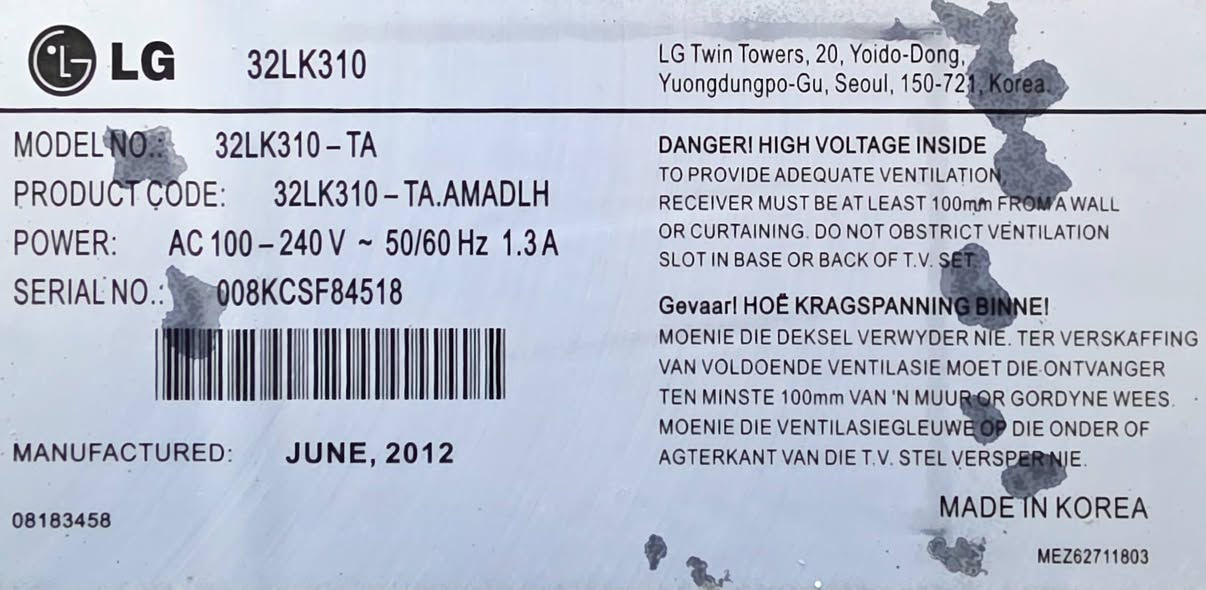 LG 32LK310
LG Twin Towers, 20, Yoido-Dong,
Yuongdungpo-Gu, Seoul, 150-721, Korea.
MODEL NO.: 32LK310-TA
PRODUCT CODE: 32LK310-TA.AMADLH
POWER: AC 100-240 V ~ 50/60 Hz 1.3 A
SERIAL NO.: 008KCSF84518
MANUFACTURED: JUNE, 2012
08183458
DANGER! HIGH VOLTAGE INSIDE
TO PROVIDE ADEQUATE VENTILATION
RECEIVER MUST BE AT LEAST 100mm FROM A WALL
OR CURTAINING. DO NOT OBSTRICT VENTILATION
SLOT IN BASE OR BACK OF T.V. SET.
Gevaar! HOË KRAGSPANNING BINNE!
MOENIE DIE DEKSEL VERWYDER NIE. TER VERSKAFFING
VAN VOLDOENDE VENTILASIE MOET DIE-ONTVANGER
TEN MINSTE 100mm VAN 'N MUUR OR GORDYNE WEES.
MOENIE DIE VENTILASIEGLEUWE OP DIE ONDER OF
AGTERKANT VAN DIE T.V. STEL VERSPER NIE.
MADE IN KOREA
MEZ62711803